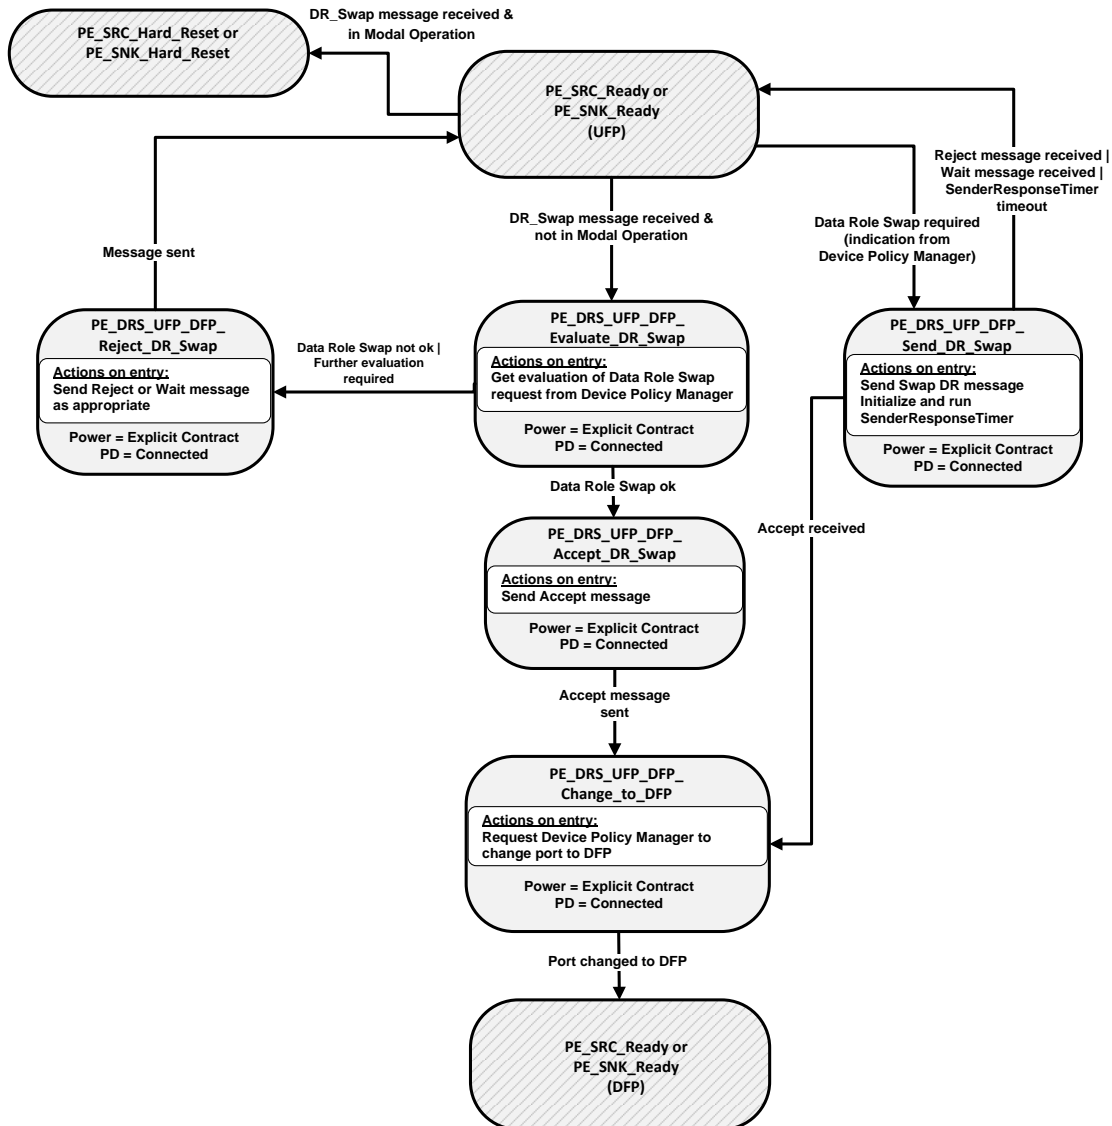 DR_Swap message received &
in Modal Operation
PE_SRC_Hard_Reset or
PE_SNK_Hard_Reset
PE_SRC_Ready or
PE_SNK_Ready
(UFP)
Reject message received |
Wait message received |
SenderResponseTimer
timeout
DR_Swap message received &
not in Modal Operation
Data Role Swap required
(indication from
Device Policy Manager)
Message sent
PE_DRS_UFP_DFP_
Reject_DR_Swap
Actions on entry:
Send Reject or Wait message
as appropriate
Power = Explicit Contract
PD = Connected
Data Role Swap not ok |
Further evaluation
required
PE_DRS_UFP_DFP_
Evaluate_DR_Swap
Actions on entry:
Get evaluation of Data Role Swap
request from Device Policy Manager
Power = Explicit Contract
PD = Connected
PE_DRS_UFP_DFP_
Send_DR_Swap
Actions on entry:
Send Swap DR message
Initialize and run
SenderResponseTimer
Power = Explicit Contract
PD = Connected
Data Role Swap ok
Accept received
PE_DRS_UFP_DFP_
Accept_DR_Swap
Actions on entry:
Send Accept message
Power = Explicit Contract
PD = Connected
Accept message
sent
PE_DRS_UFP_DFP_
Change_to_DFP
Actions on entry:
Request Device Policy Manager to
change port to DFP
Power = Explicit Contract
PD = Connected
Port changed to DFP
PE_SRC_Ready or
PE_SNK_Ready
(DFP)